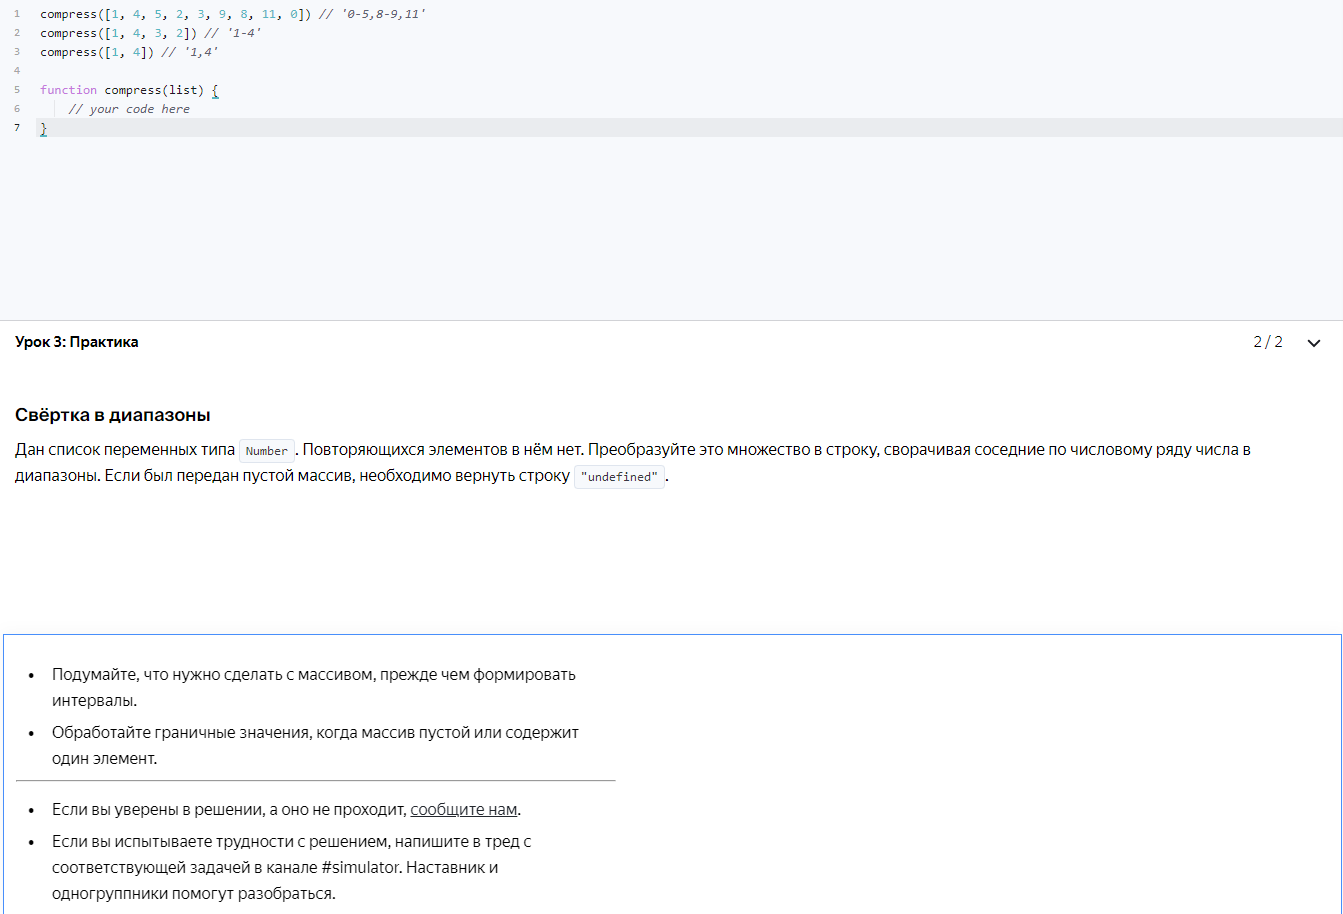 1 compress([1, 4, 5, 2, 3, 9, 8, 11, 0]) // '0-5,8-9,11'
2 compress([1, 4, 3, 2]) // '1-4'
3 compress([1, 4]) // '1,4'
4
5 function compress(list) {
6 // your code here
7 }
Урок 3: Практика 2 / 2
Свёртка в диапазоны
Дан список переменных типа Number. Повторяющихся элементов в нём нет. Преобразуйте это множество в строку, сворачивая соседние по числовому ряду числа в
диапазоны. Если был передан пустой массив, необходимо вернуть строку "undefined".
• Подумайте, что нужно сделать с массивом, прежде чем формировать
интервалы.
• Обработайте граничные значения, когда массив пустой или содержит
один элемент.
• Если вы уверены в решении, а оно не проходит, сообщите нам.
• Если вы испытываете трудности с решением, напишите в тред с
соответствующей задачей в канале #simulator. Наставник и
одногруппники помогут разобраться.